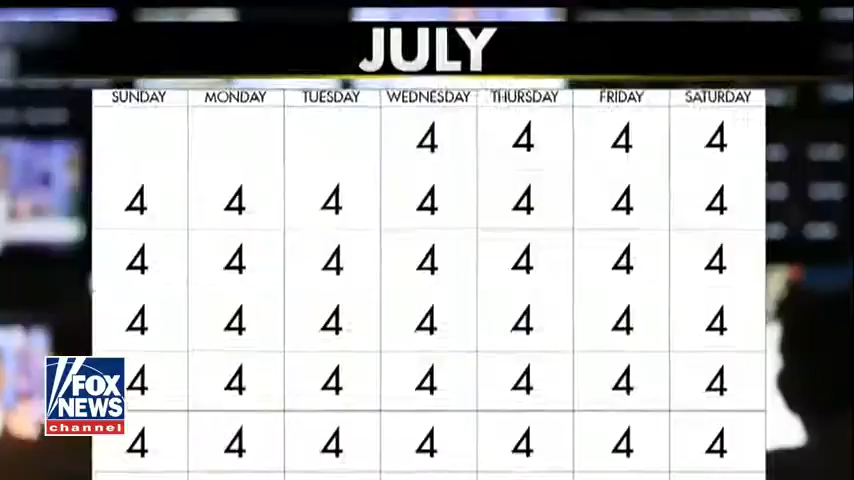 JULY
SUNDAY MONDAY TUESDAY WEDNESDAY THURSDAY FRIDAY SATURDAY
4 4 4 4
4 4 4 4 4 4 4
4 4 4 4 4 4 4
4 4 4 4 4 4 4
4 4 4 4 4 4 4
4 4 4 4 4 4 4
FOX
NEWS
channel